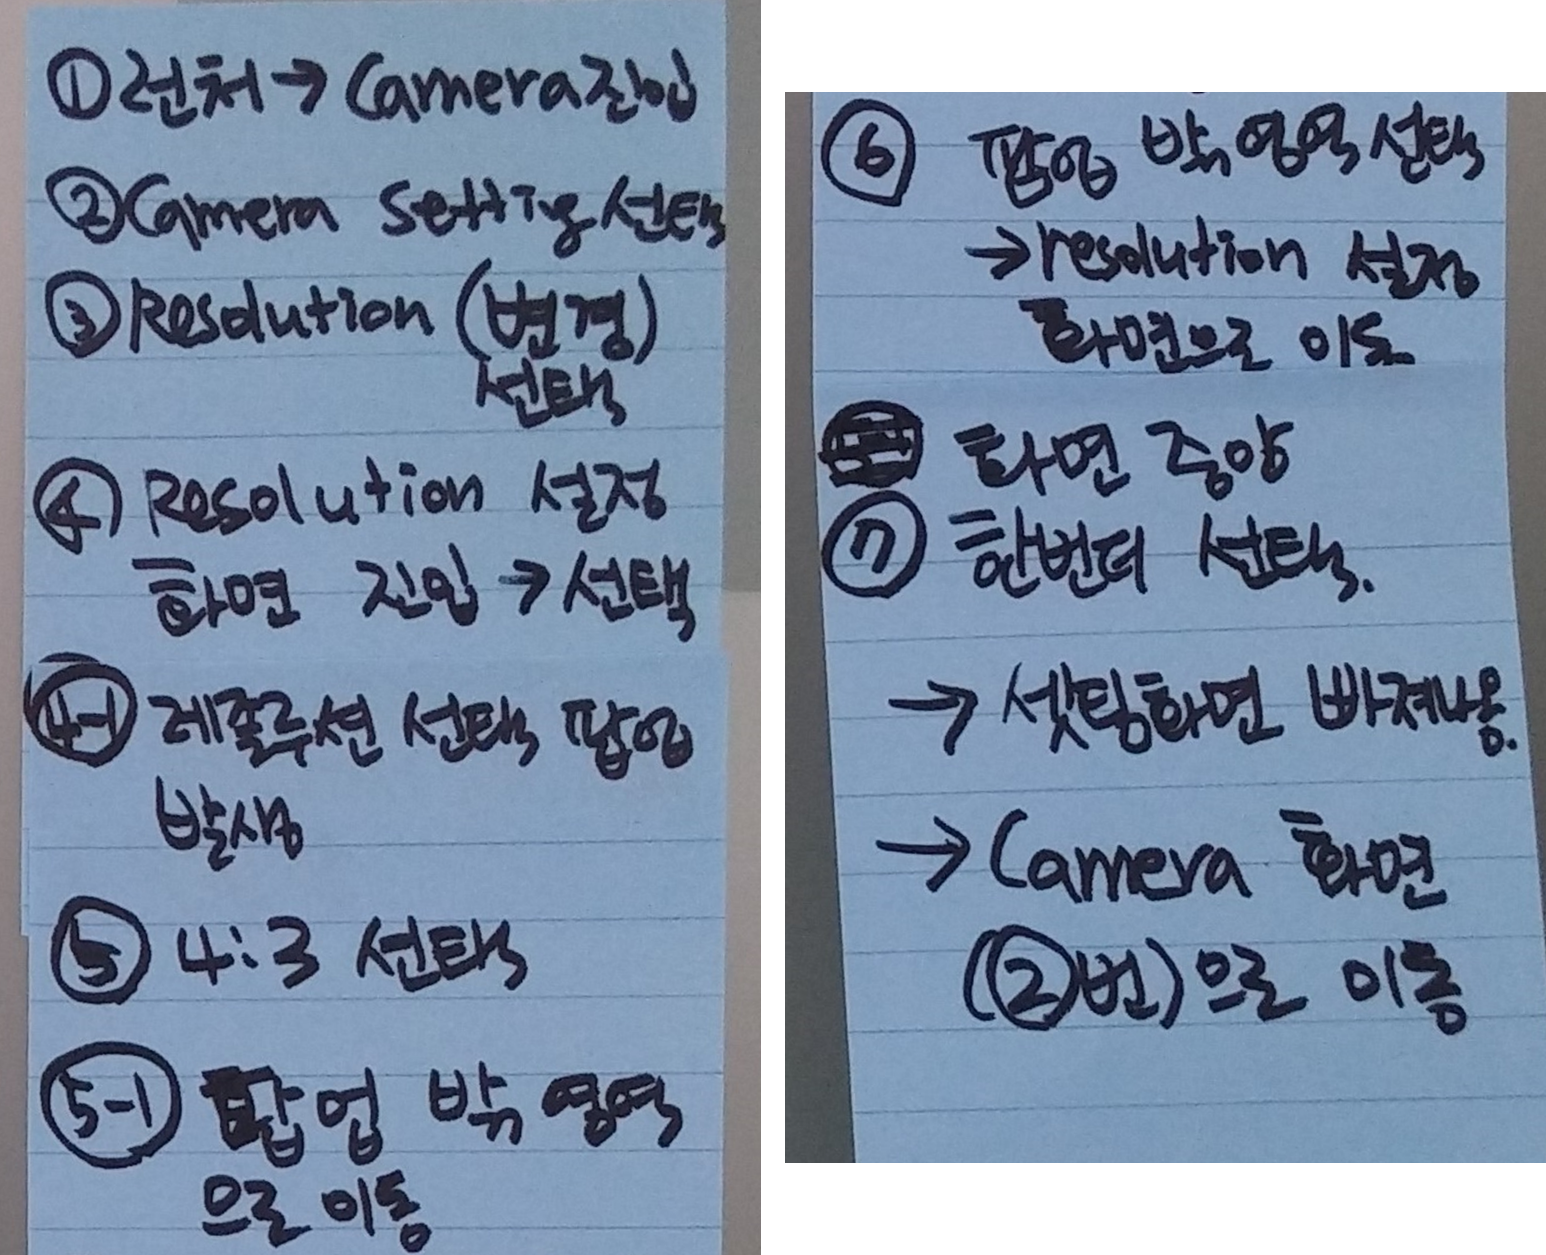 ① 런처 → Camera 진입
② Camera Setting 선택
③ Resolution (변경)
선택
④ Resolution 설정
화면 진입 → 선택
4-1 레졸루션 선택 팝업
발생
⑤ 4:3 선택
5-1 팝업 밖 영역
으로 이동
⑥ 팝업 밖 영역 선택
→ resolution 설정
화면으로 이동
화면 중앙
⑦ 한번더 선택.
→ 셋팅화면 빠져나옹.
→ Camera 화면
(②번)으로 이동